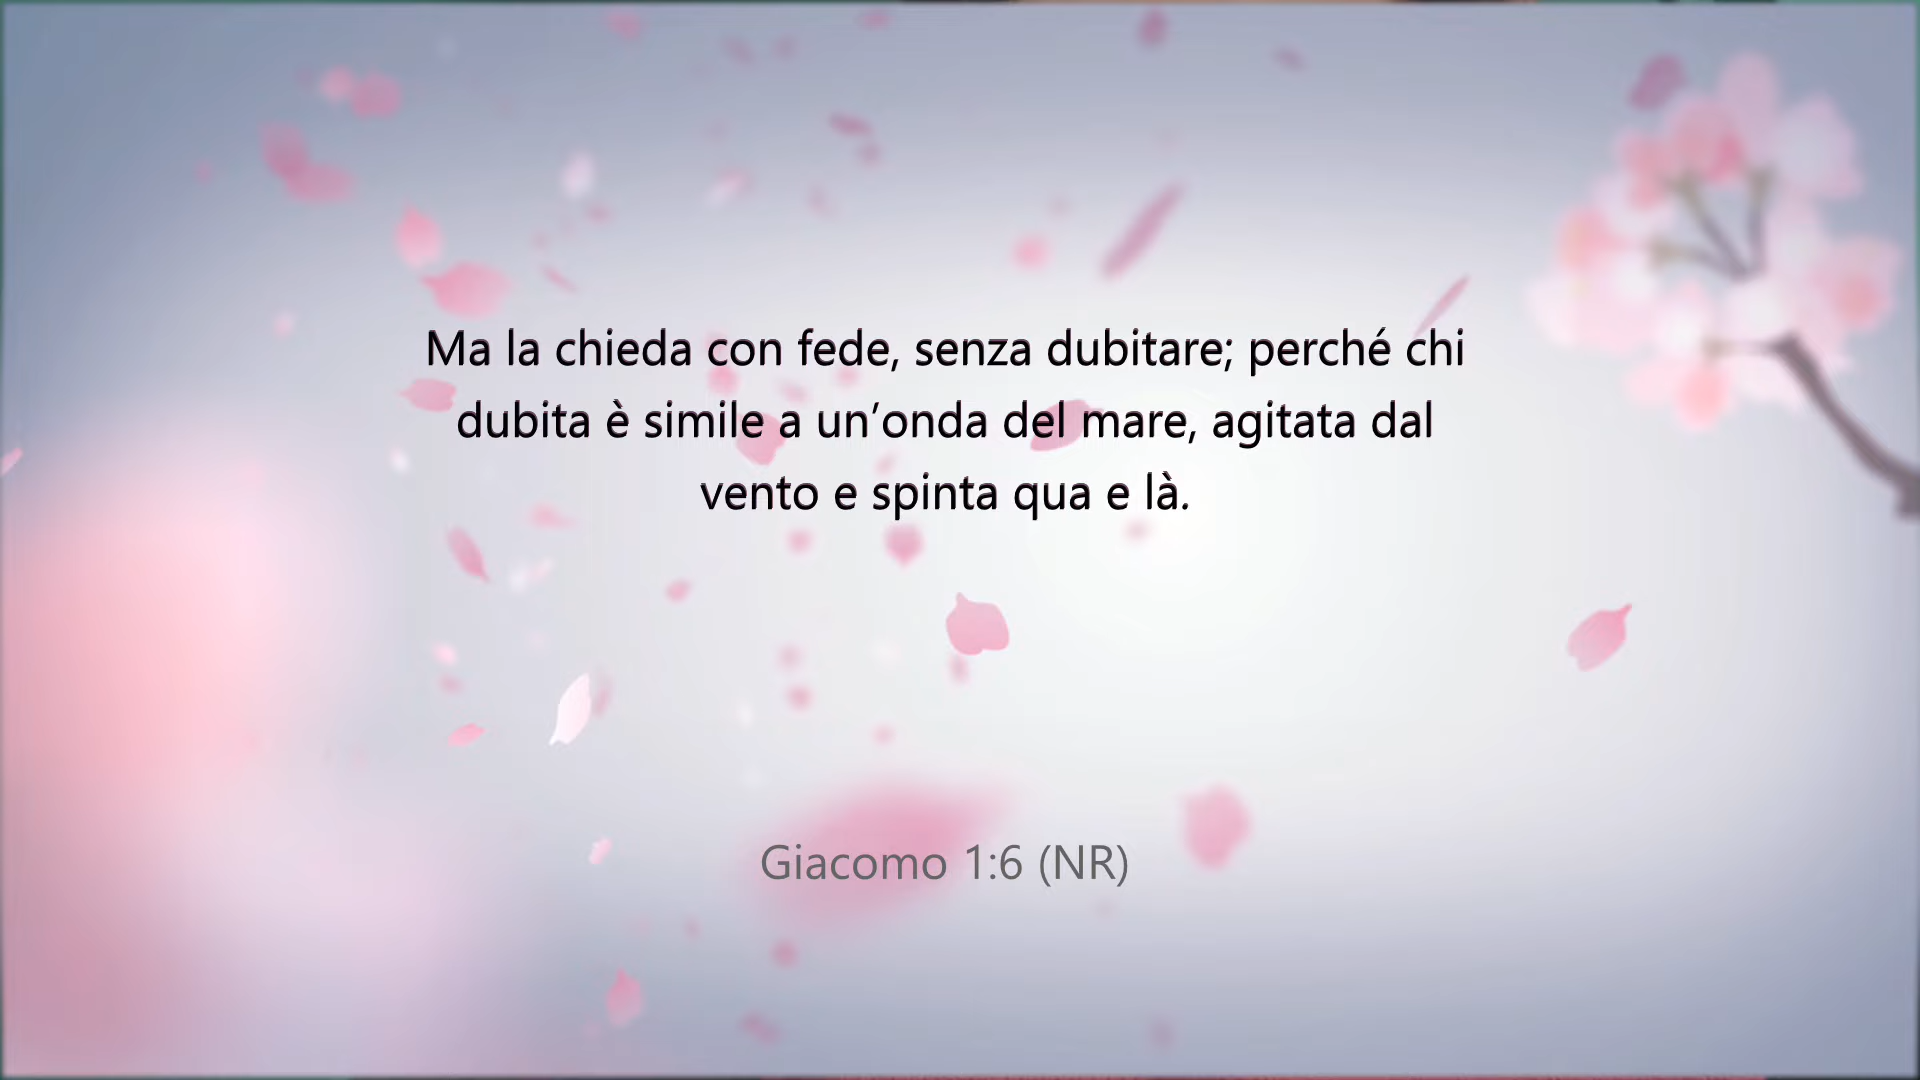 Ma la chieda con fede, senza dubitare; perché chi
dubita è simile a un’onda del mare, agitata dal
vento e spinta qua e là.
Giacomo 1:6 (NR)